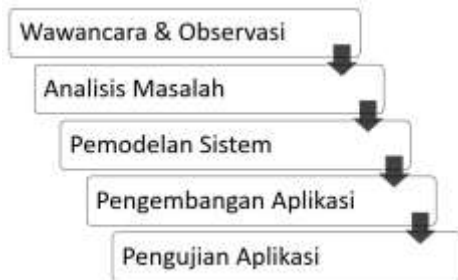 Wawancara & Observasi
Analisis Masalah
Pemodelan Sistem
Pengembangan Aplikasi
Pengujian Aplikasi